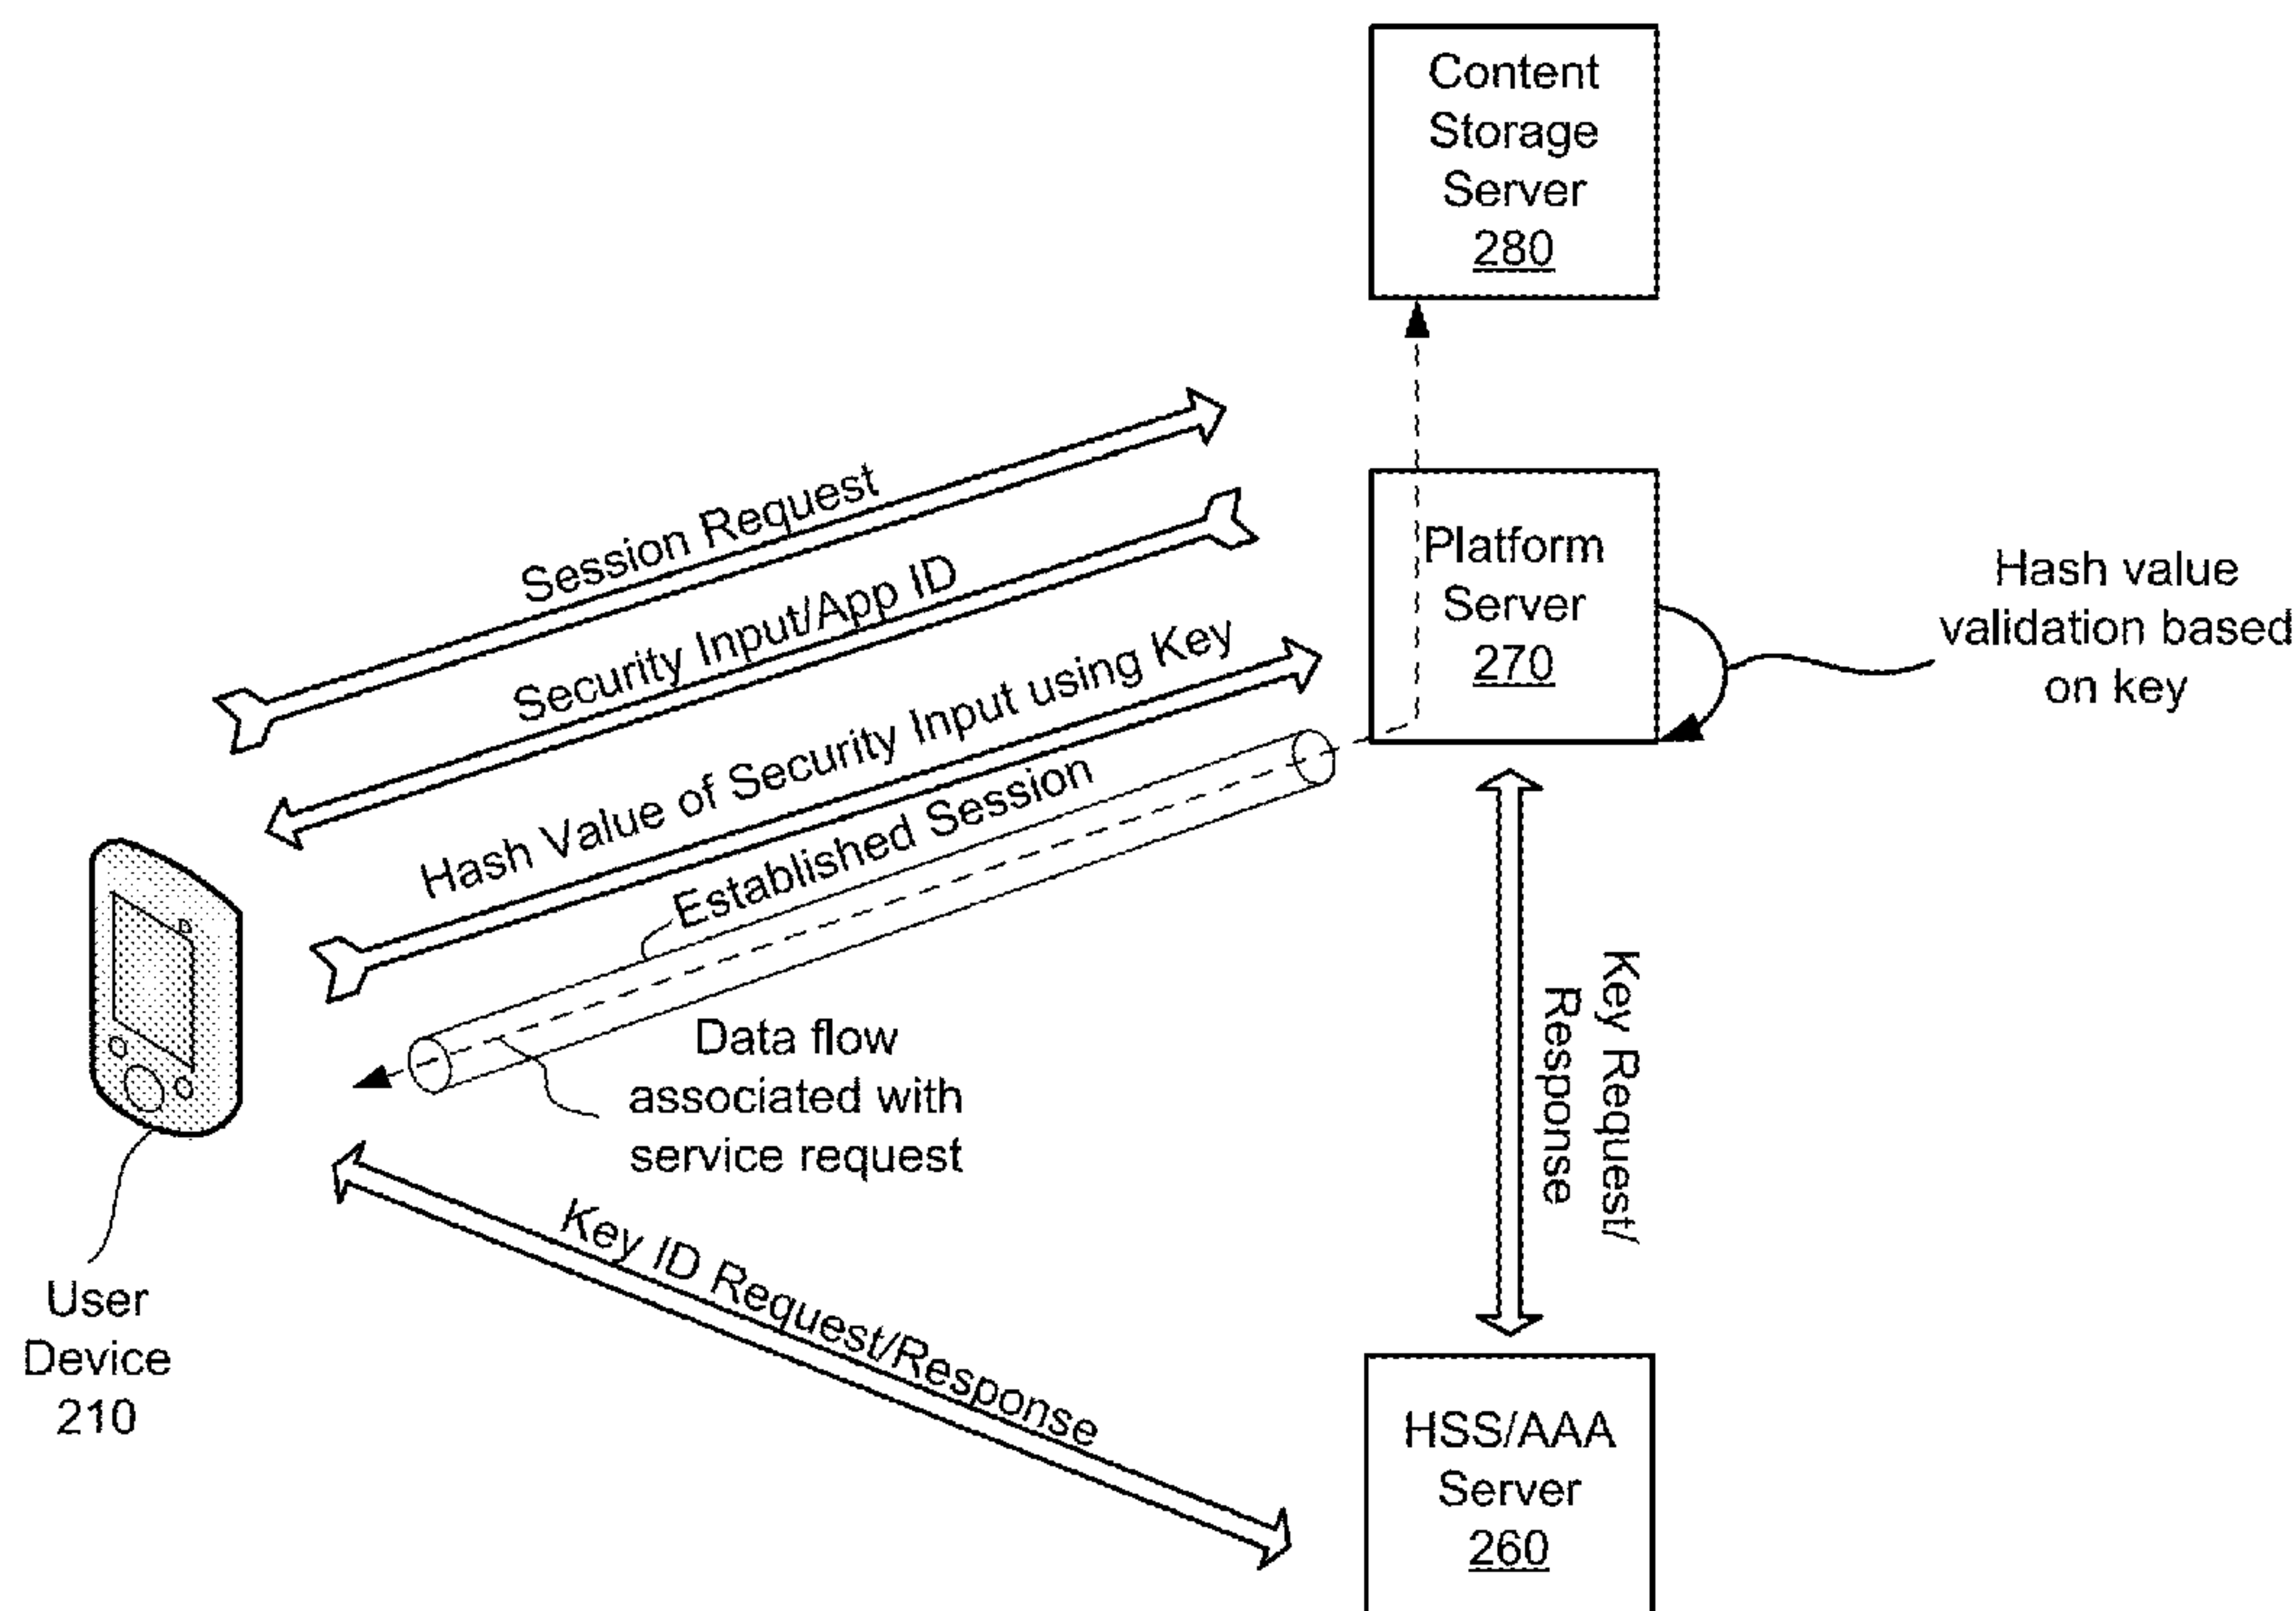 Content
Storage
Server
280
Session Request
Security Input/App ID
Hash Value of Security Input using Key
Established Session
Platform
Server
270
Hash value
validation based
on key
Data flow
associated with
service request
Key Request/
Response
Key ID Request/Response
User
Device
210
HSS/AAA
Server
260